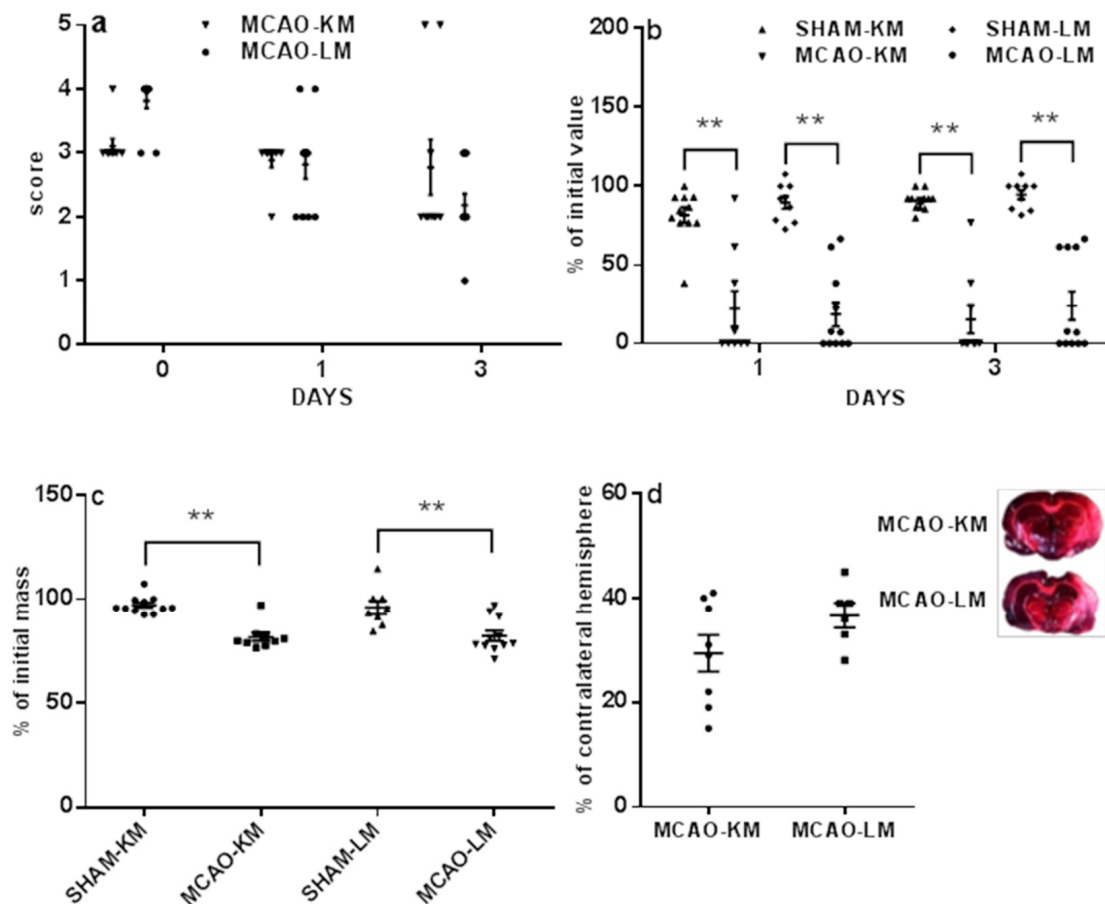 a
MCAO-KM
MCAO-LM
5
4
3
2
1
0
score
0 1 3
DAYS
b
SHAM-KM SHAM-LM
MCAO-KM MCAO-LM
200
150
100
50
0
% of initial value
** ** ** **
1 3
DAYS
c
150
100
50
0
% of initial mass
** **
SHAM-KM MCAO-KM SHAM-LM MCAO-LM
d
60
40
20
0
% of contralateral hemisphere
MCAO-KM MCAO-LM
MCAO-KM
MCAO-LM